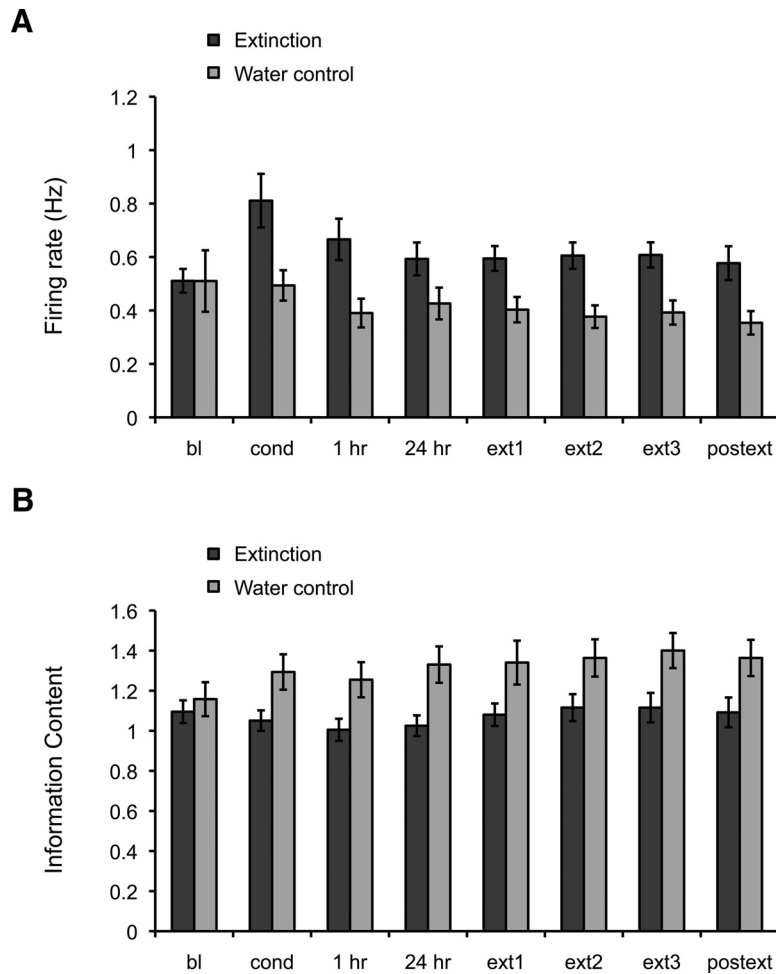 A
Extinction
Water control
1.2
1
0.8
0.6
0.4
0.2
0
Firing rate (Hz)
bl cond 1 hr 24 hr ext1 ext2 ext3 postext
B
Extinction
Water control
1.6
1.4
1.2
1
0.8
0.6
0.4
0.2
0
Information Content
bl cond 1 hr 24 hr ext1 ext2 ext3 postext